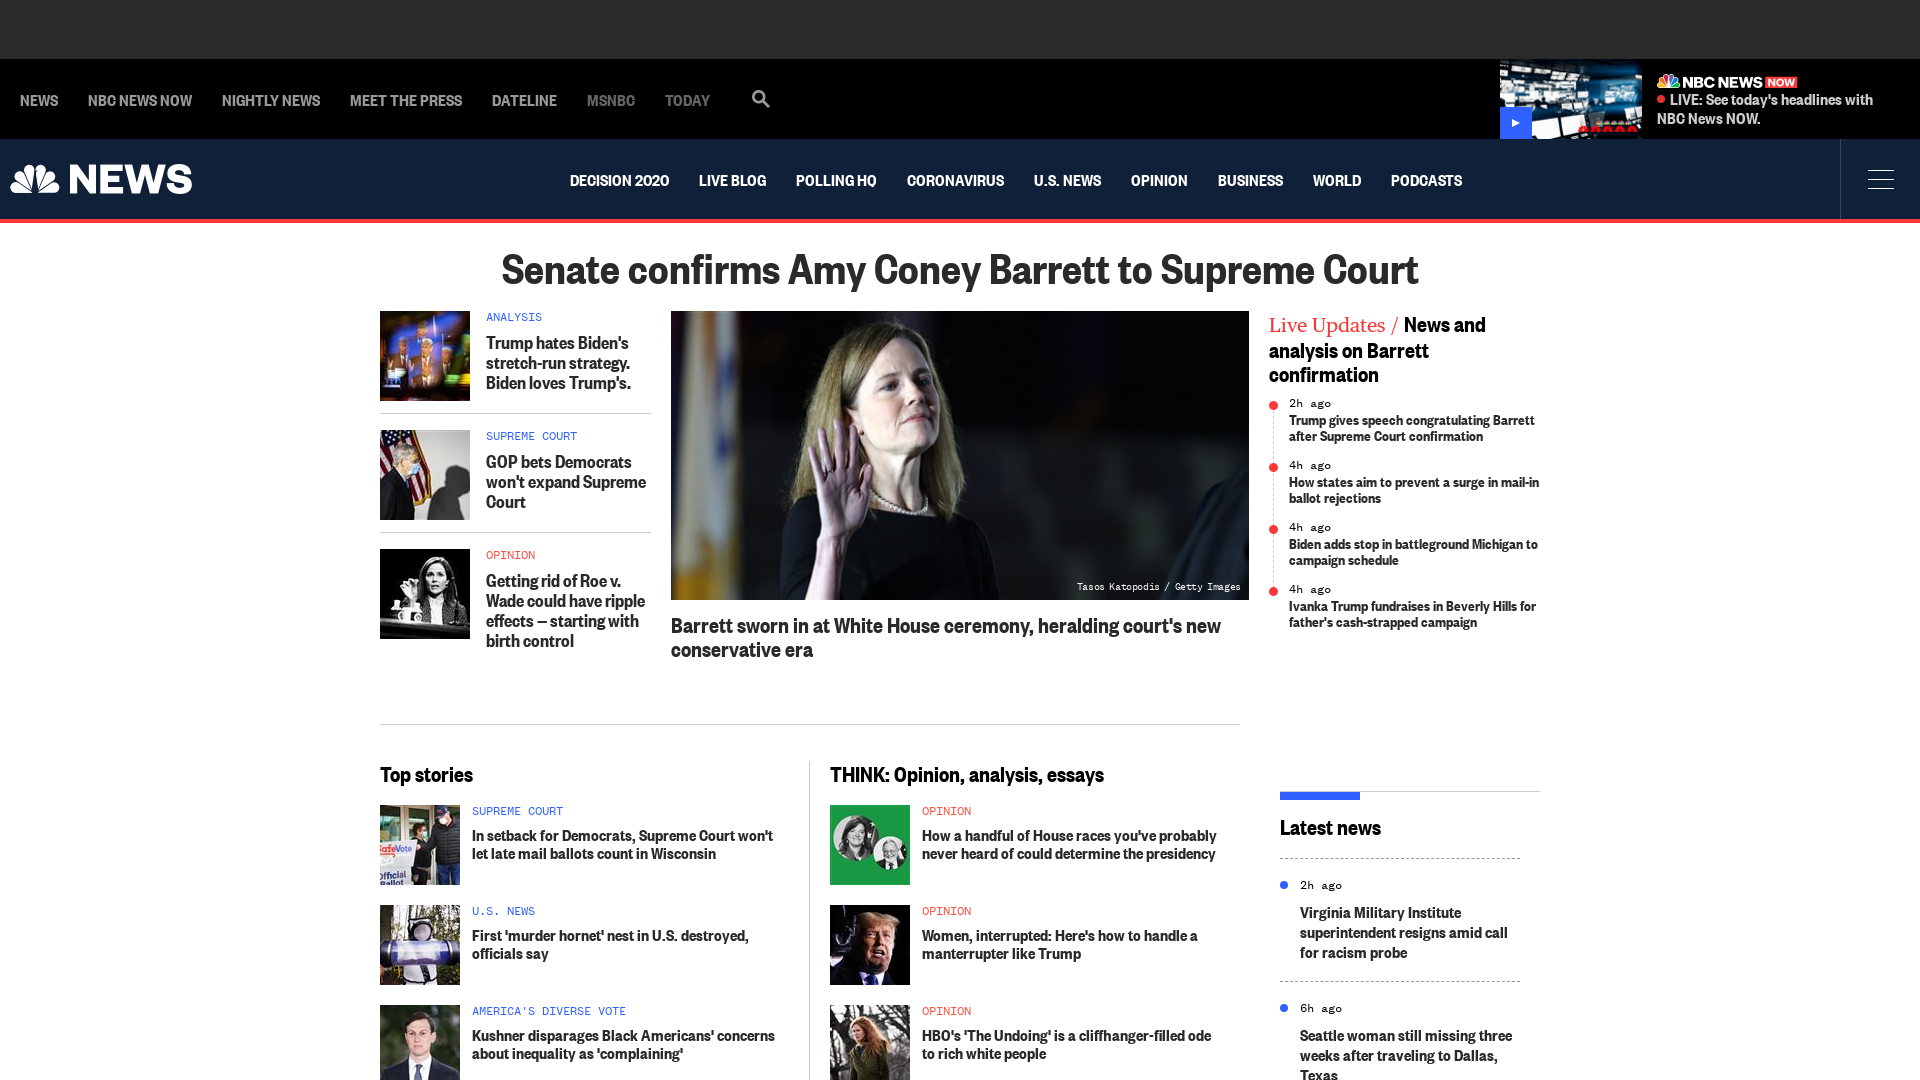 NEWS
NBC NEWS NOW
NIGHTLY NEWS
MEET THE PRESS
DATELINE
MSNBC
TODAY
NBC NEWS NOW
LIVE: See today's headlines with
NBC News NOW.
NEWS
DECISION 2020
LIVE BLOG
POLLING HQ
CORONAVIRUS
U.S. NEWS
OPINION
BUSINESS
WORLD
PODCASTS
Senate confirms Amy Coney Barrett to Supreme Court
ANALYSIS
Trump hates Biden's
stretch-run strategy.
Biden loves Trump's.
SUPREME COURT
GOP bets Democrats
won't expand Supreme
Court
OPINION
Getting rid of Roe v.
Wade could have ripple
effects — starting with
birth control
Tasos Katopodis / Getty Images
Barrett sworn in at White House ceremony, heralding court's new
conservative era
Live Updates / News and
analysis on Barrett
confirmation
2h ago
Trump gives speech congratulating Barrett
after Supreme Court confirmation
4h ago
How states aim to prevent a surge in mail-in
ballot rejections
4h ago
Biden adds stop in battleground Michigan to
campaign schedule
4h ago
Ivanka Trump fundraises in Beverly Hills for
father's cash-strapped campaign
Top stories
SUPREME COURT
In setback for Democrats, Supreme Court won't
let late mail ballots count in Wisconsin
SafeVote
Official
Ballot
U.S. NEWS
First 'murder hornet' nest in U.S. destroyed,
officials say
AMERICA'S DIVERSE VOTE
Kushner disparages Black Americans' concerns
about inequality as 'complaining'
THINK: Opinion, analysis, essays
OPINION
How a handful of House races you've probably
never heard of could determine the presidency
OPINION
Women, interrupted: Here's how to handle a
manterrupter like Trump
OPINION
HBO's 'The Undoing' is a cliffhanger-filled ode
to rich white people
Latest news
2h ago
Virginia Military Institute
superintendent resigns amid call
for racism probe
6h ago
Seattle woman still missing three
weeks after traveling to Dallas,
Texas